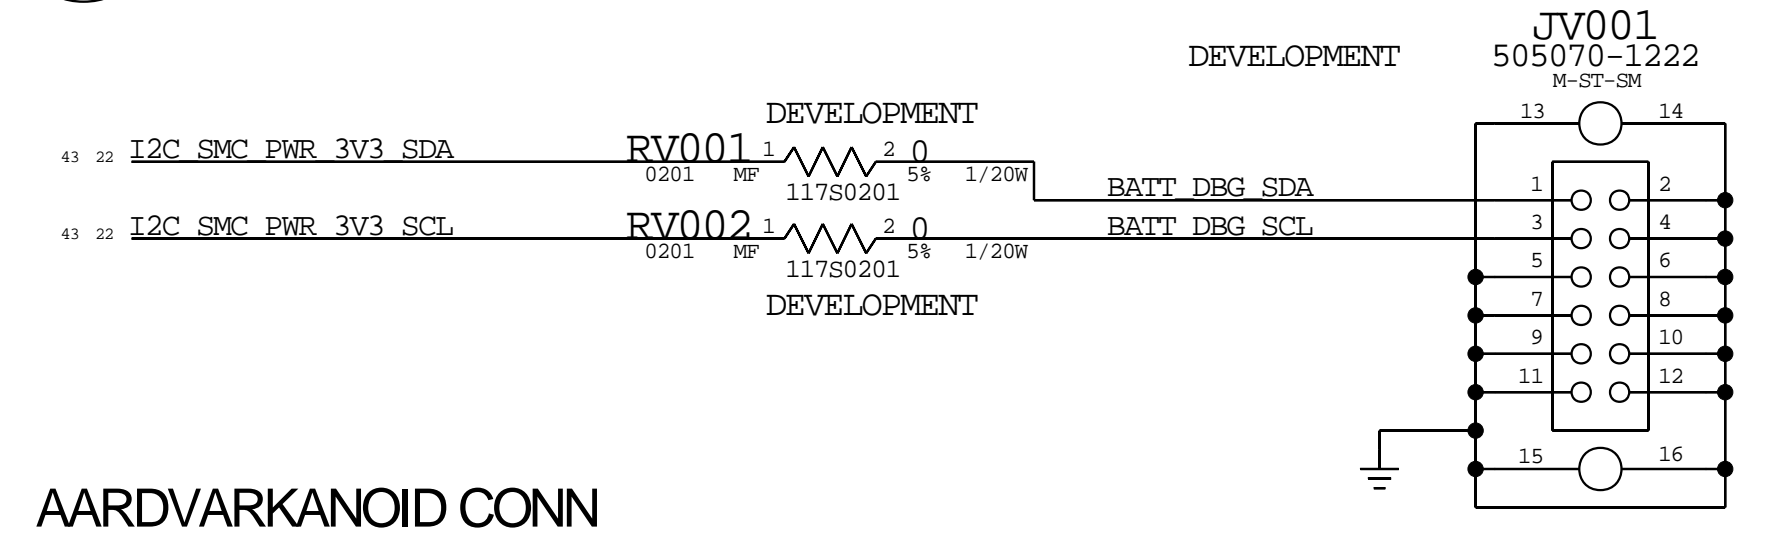 JV001
505070-1222
M-ST-SM
DEVELOPMENT
DEVELOPMENT
13 14
43 22 I2C_SMC_PWR_3V3_SDA RV001 1 2 0
0201 MF 117S0201 5% 1/20W
BATT_DBG_SDA 1 2
43 22 I2C_SMC_PWR_3V3_SCL RV002 1 2 0
0201 MF 117S0201 5% 1/20W
BATT_DBG_SCL 3 4
DEVELOPMENT
5 6
7 8
9 10
11 12
15 16
AARDVARKANOID CONN